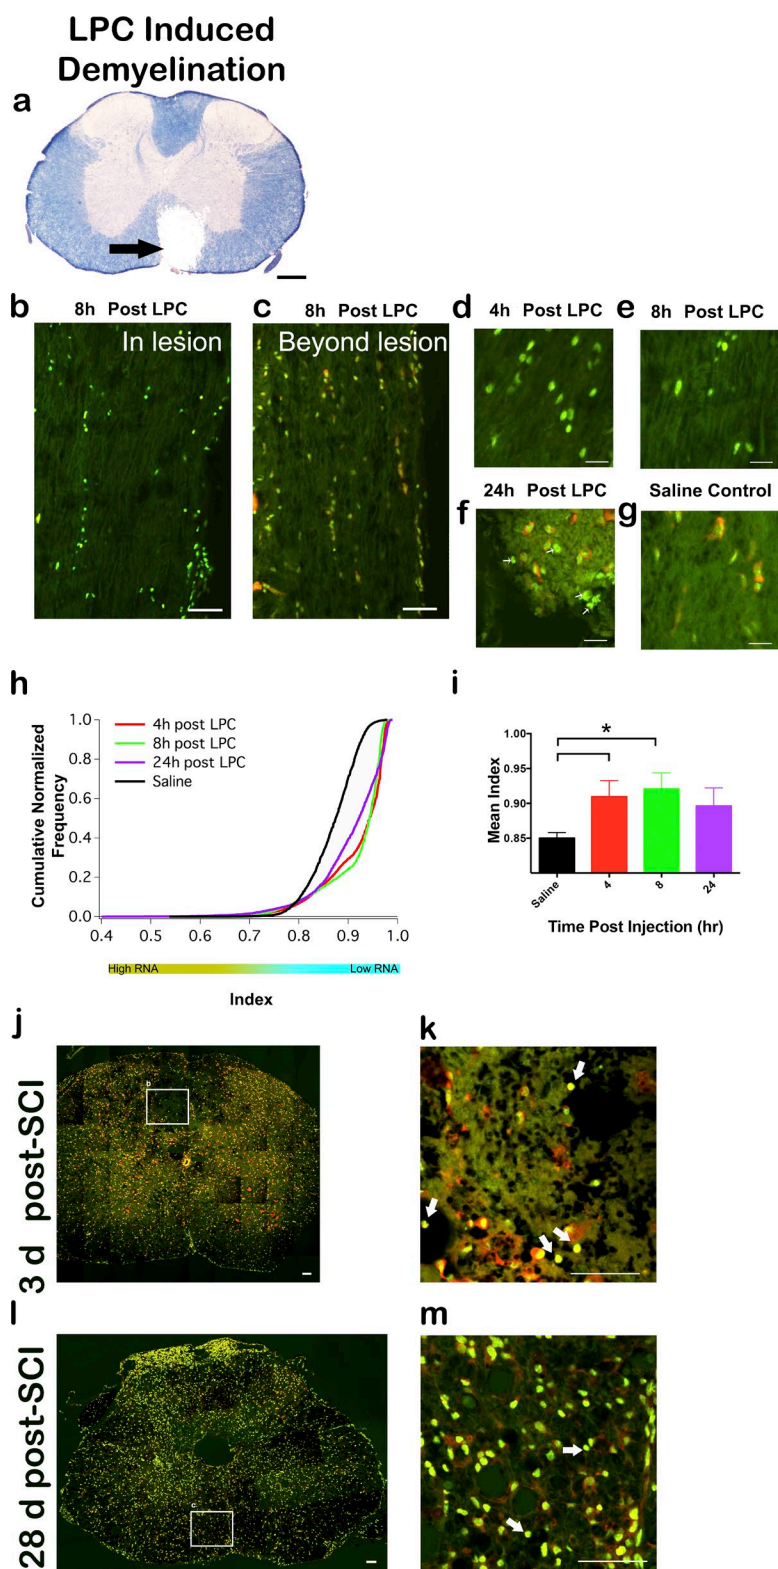 LPC Induced
Demyelination
a
b
8h Post LPC
In lesion
c
8h Post LPC
Beyond lesion
d
4h Post LPC
e
8h Post LPC
24h Post LPC
f
Saline Control
g
h
Cumulative Normalized
Frequency
1.0
0.8
0.6
0.4
0.2
0.0
4h post LPC
8h post LPC
24h post LPC
Saline
0.4 0.5 0.6 0.7 0.8 0.9 1.0
High RNA Low RNA
Index
i
Mean Index
1.00
0.95
0.90
0.85
*
Saline 4 8 24
Time Post Injection (hr)
j
3 d post-SCI
b
k
l
28 d post-SCI
c
m